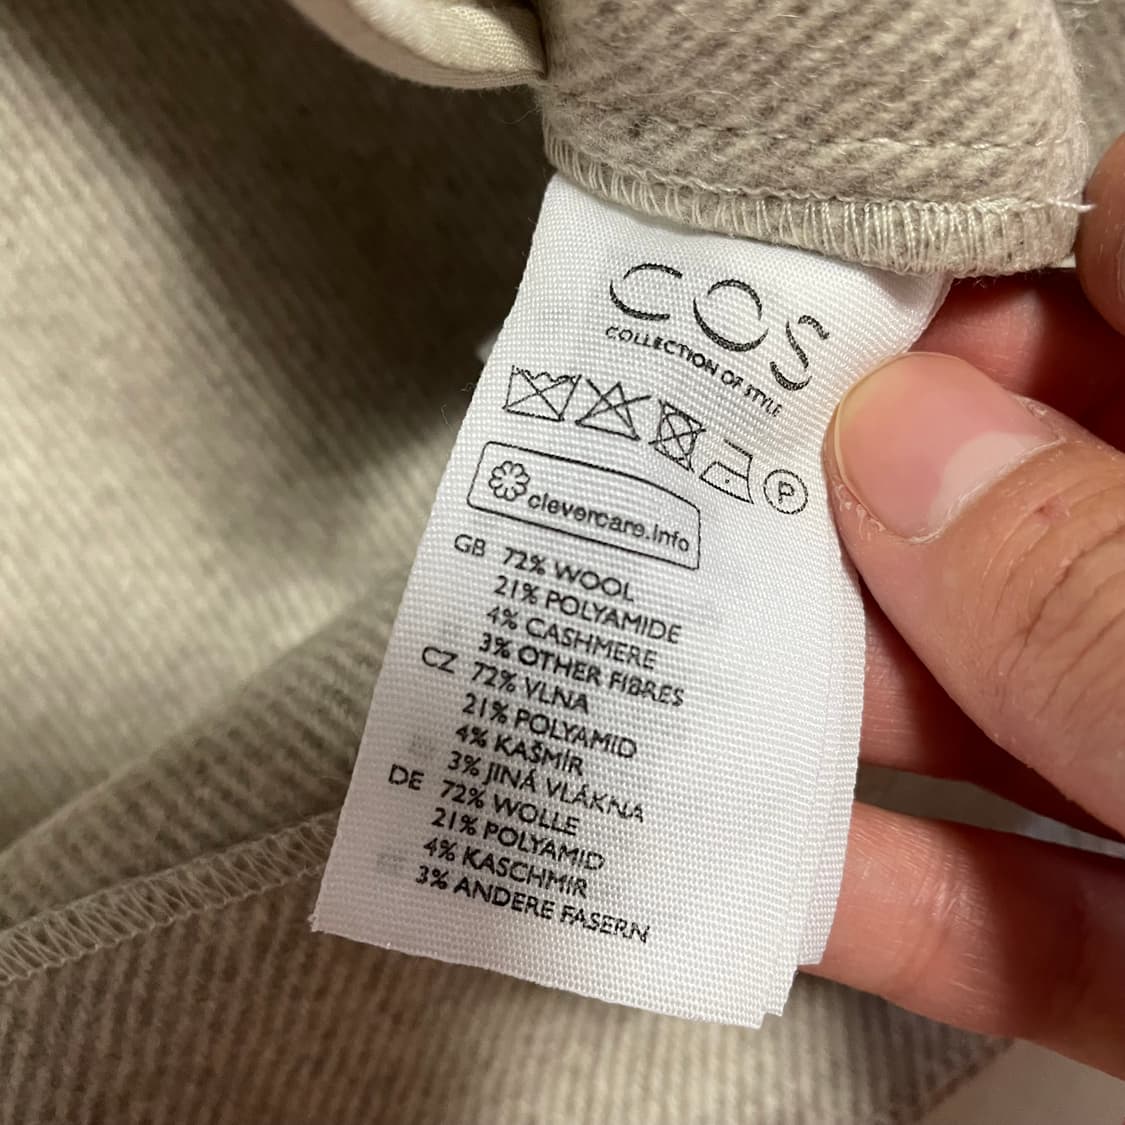 COS
COLLECTION OF STYLE
P
clevercare.info
GB 72% WOOL
21% POLYAMIDE
4% CASHMERE
3% OTHER FIBRES
CZ 72% VLNA
21% POLYAMID
4% KAŠMÍR
3% JINÁ VLÁKNA
DE 72% WOLLE
21% POLYAMID
4% KASCHMIR
3% ANDERE FASERN